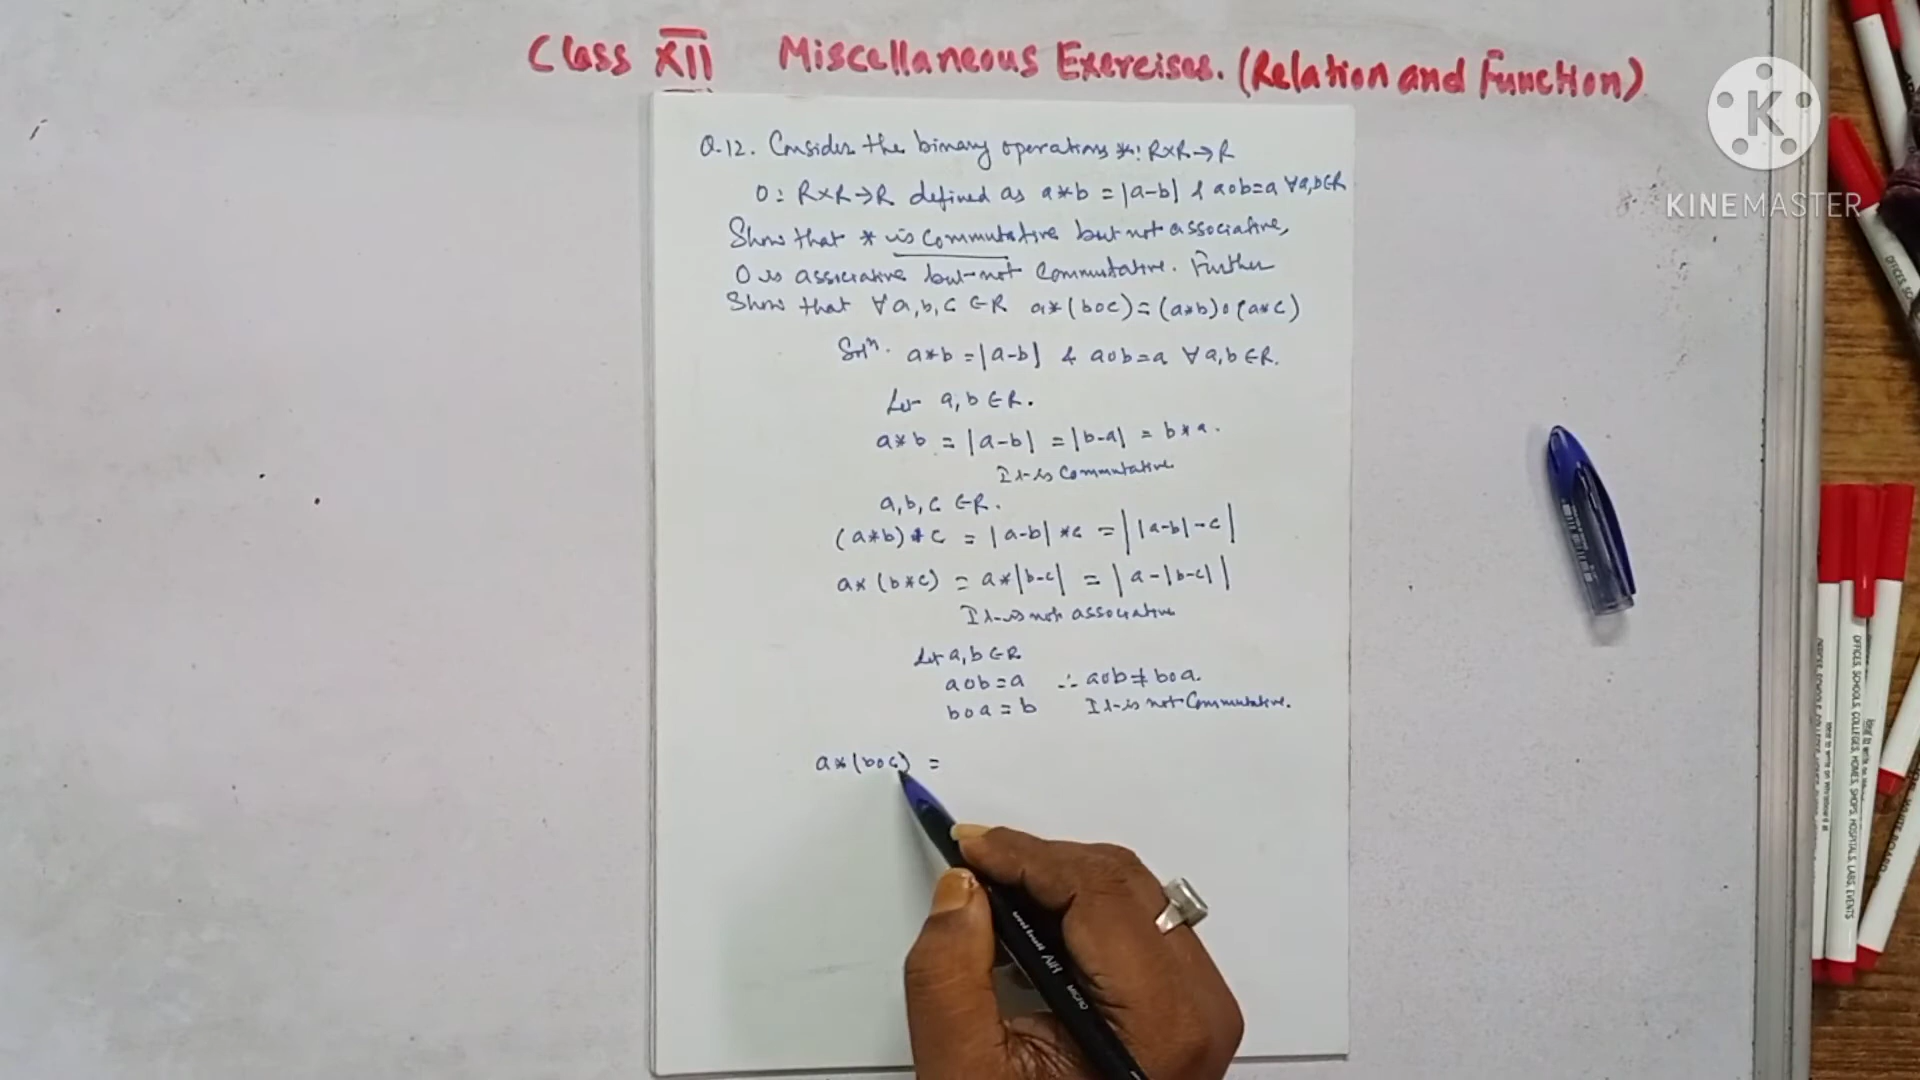 Class XII Miscellaneous Exercises. (Relation and Function)
K
KINEMASTER
Q.12. Consider the binary operations *: R×R→R
O: R×R→R defined as a*b = |a-b| & aob=a ∀a,b∈R
Show that * is commutative but not associative,
O is associative but not commutative. Further
Show that ∀a,b,c ∈R a*(boc) = (a*b)o(a*c)
Solⁿ. a*b = |a-b| & aob=a ∀a,b∈R.
Let a,b∈R.
a*b = |a-b| = |b-a| = b*a.
It is commutative
a,b,c ∈R.
(a*b)*c = |a-b|*c = ||a-b|-c|
a*(b*c) = a*|b-c| = |a-|b-c||
It is not associative
Let a,b∈R
aob=a ∴ aob≠boa.
boa=b It is not commutative.
a*(boc) =